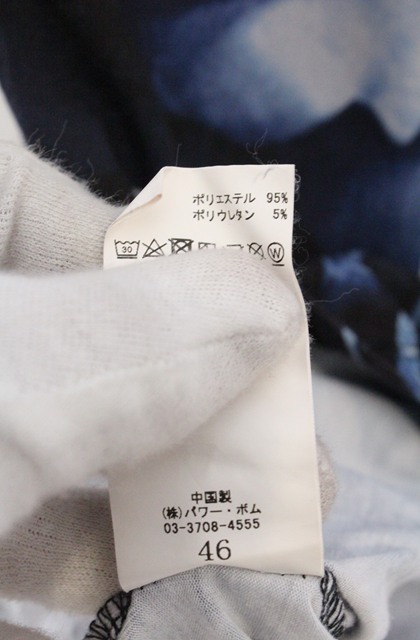 ポリエステル 95%
ポリウレタン 5%
30 W
中国製
(株)パワー・ボム
03-3708-4555
46